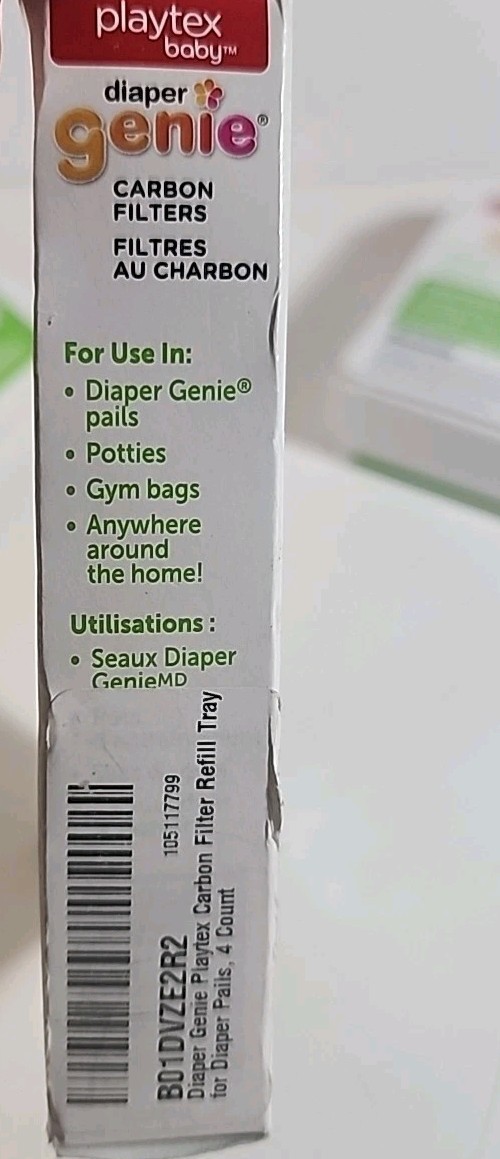 playtex
baby™
diaper
genie®
CARBON
FILTERS
FILTRES
AU CHARBON
For Use In:
• Diaper Genie®
pails
• Potties
• Gym bags
• Anywhere
around
the home!
Utilisations :
• Seaux Diaper
GenieMD
105117799
B01DVZE2R2
Diaper Genie Playtex Carbon Filter Refill Tray
for Diaper Pails, 4 Count